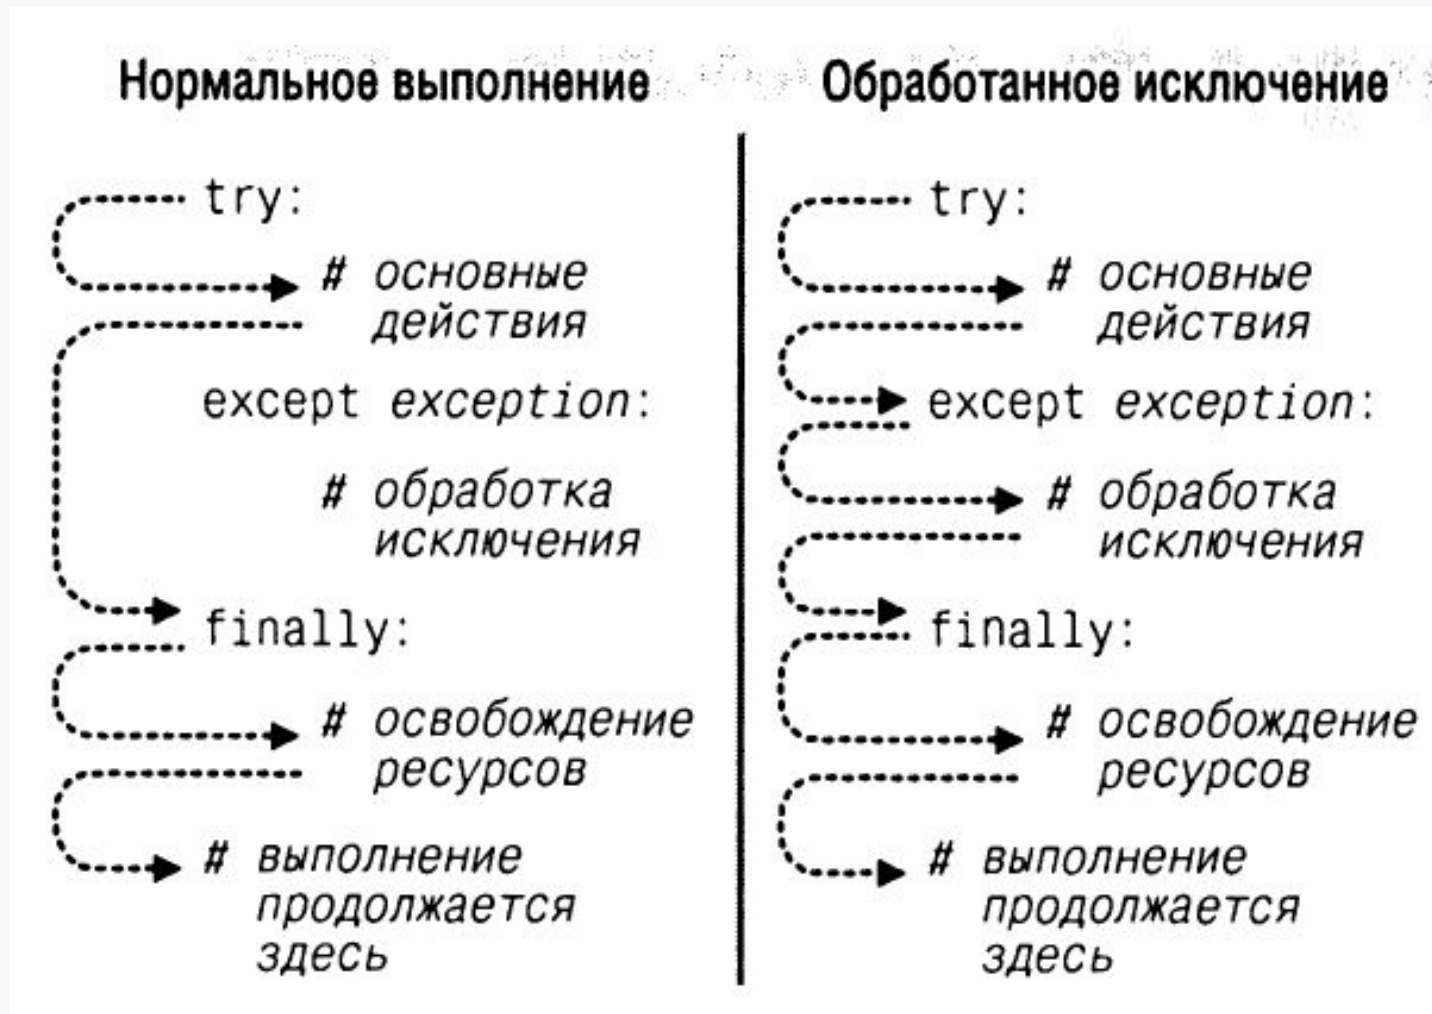 Нормальное выполнение
try:
# основные
действия
except exception:
# обработка
исключения
finally:
# освобождение
ресурсов
# выполнение
продолжается
здесь
Обработанное исключение
try:
# основные
действия
except exception:
# обработка
исключения
finally:
# освобождение
ресурсов
# выполнение
продолжается
здесь